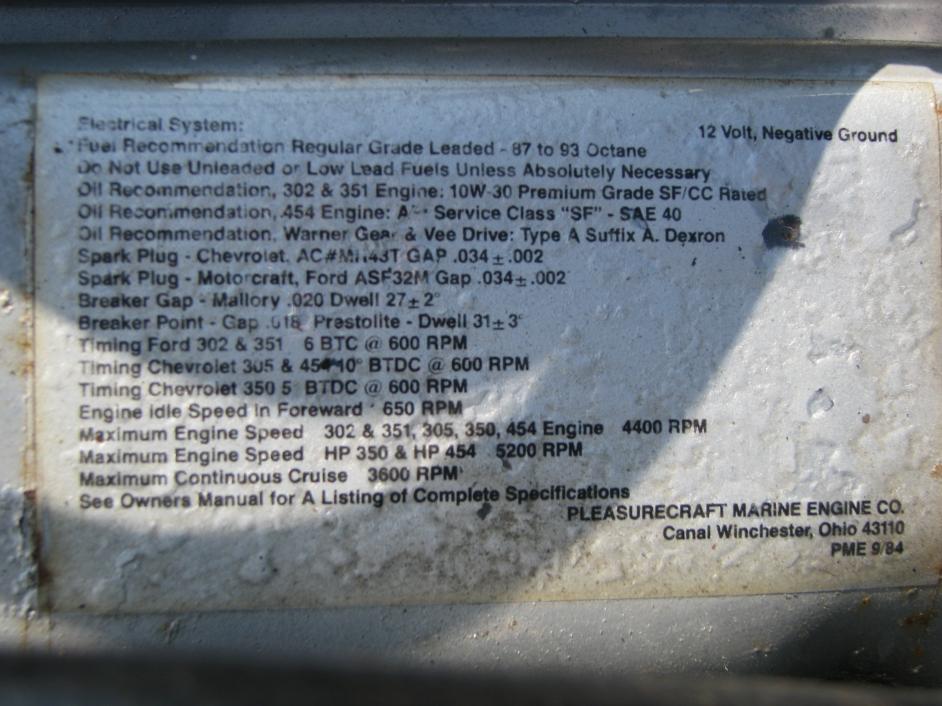 Electrical System: 12 Volt, Negative Ground
Fuel Recommendation Regular Grade Leaded - 87 to 93 Octane
Do Not Use Unleaded or Low Lead Fuels Unless Absolutely Necessary
Oil Recommendation, 302 & 351 Engine: 10W-30 Premium Grade SF/CC Rated
Oil Recommendation, 454 Engine: Service Class "SF" - SAE 40
Oil Recommendation, Warner Gear & Vee Drive: Type A Suffix A. Dexron
Spark Plug - Chevrolet. GAP .034 ± .002
Spark Plug - Motorcraft, Ford ASF32M Gap .034 ± .002
Breaker Gap - Mallory .020 Dwell 27 ± 2°
Breaker Point - Gap .018 Prestolite - Dwell 31 ± 3°
Timing Ford 302 & 351 6 BTC @ 600 RPM
Timing Chevrolet 305 & 454 10° BTDC @ 600 RPM
Timing Chevrolet 350 5 BTDC @ 600 RPM
Engine Idle Speed In Foreward 650 RPM
Maximum Engine Speed 302 & 351, 305, 350, 454 Engine 4400 RPM
Maximum Engine Speed HP 350 & HP 454 5200 RPM
Maximum Continuous Cruise 3600 RPM
See Owners Manual for A Listing of Complete Specifications
PLEASURECRAFT MARINE ENGINE CO.
Canal Winchester, Ohio 43110
PME 9/84